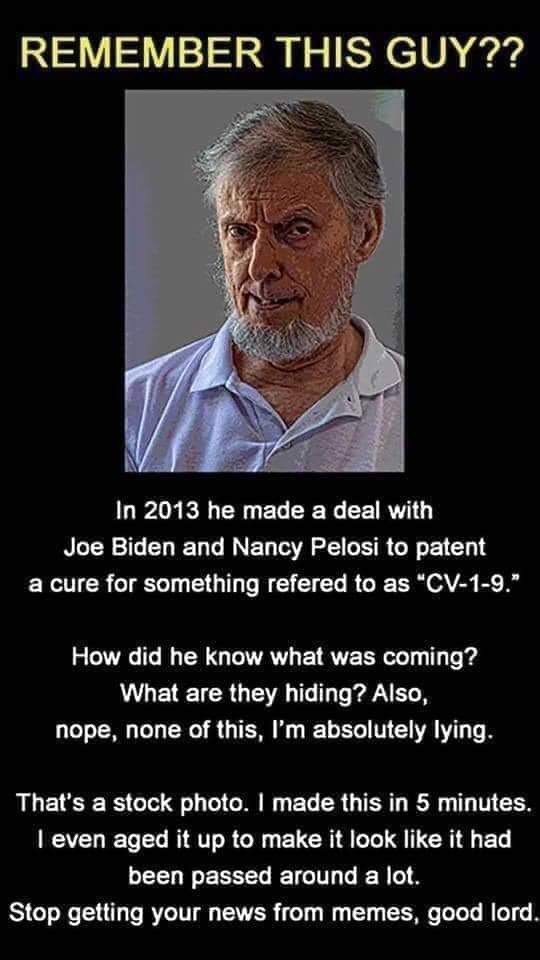 REMEMBER THIS GUY??
In 2013 he made a deal with
Joe Biden and Nancy Pelosi to patent
a cure for something refered to as "CV-1-9."
How did he know what was coming?
What are they hiding? Also,
nope, none of this, I'm absolutely lying.
That's a stock photo. I made this in 5 minutes.
I even aged it up to make it look like it had
been passed around a lot.
Stop getting your news from memes, good lord.